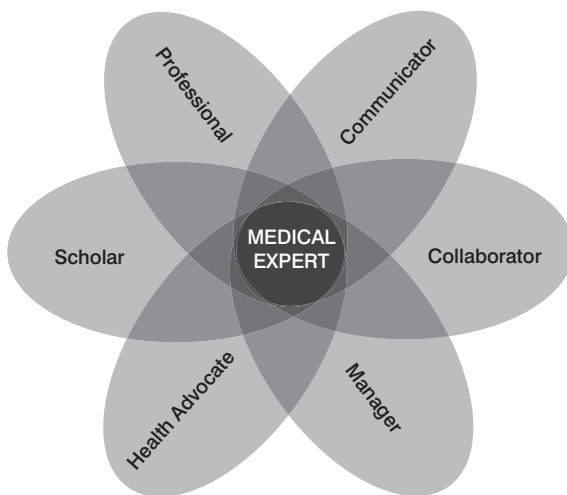 Professional
Communicator
Scholar
MEDICAL
EXPERT
Collaborator
Health Advocate
Manager